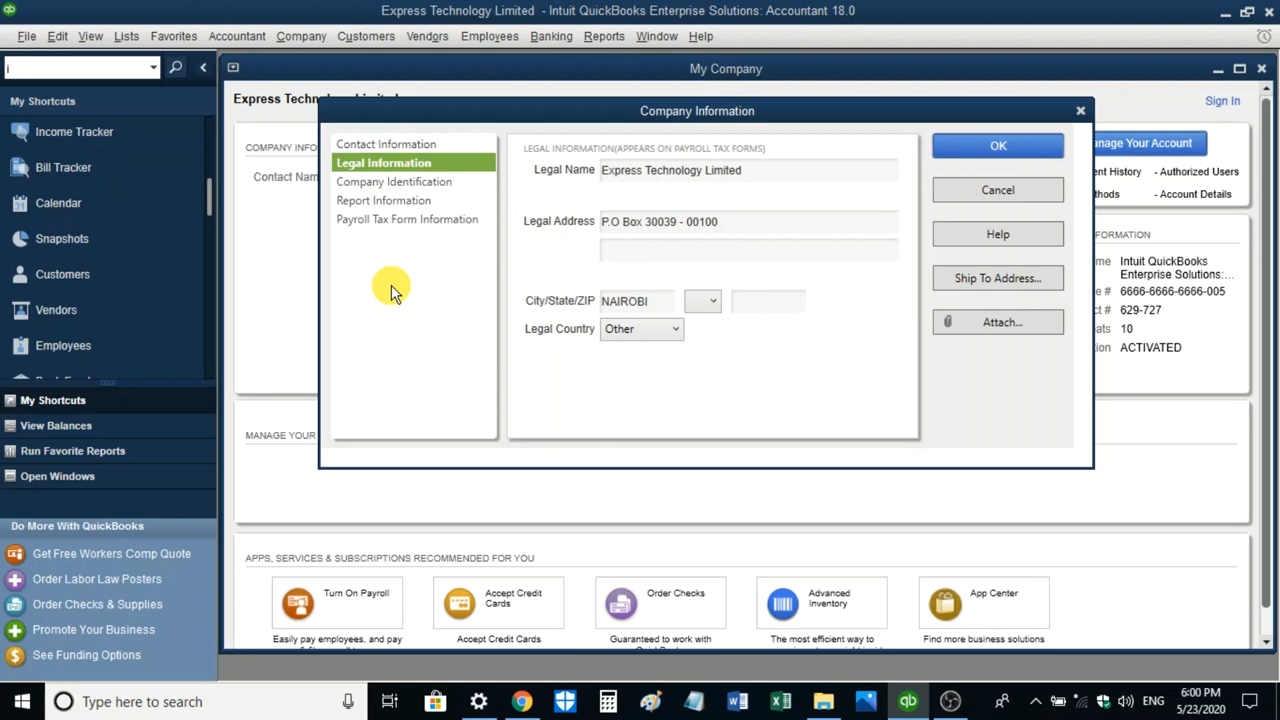 Express Technology Limited - Intuit QuickBooks Enterprise Solutions: Accountant 18.0
File Edit View Lists Favorites Accountant Company Customers Vendors Employees Banking Reports Window Help
i
My Company
My Shortcuts
Income Tracker
Bill Tracker
Calendar
Snapshots
Customers
Vendors
Employees
My Shortcuts
View Balances
Run Favorite Reports
Open Windows
Do More With QuickBooks
Get Free Workers Comp Quote
Order Labor Law Posters
Order Checks & Supplies
Promote Your Business
See Funding Options
Express
Sign In
COMPANY
Contact
Your Account
- Authorized Users
- Account Details
Intuit QuickBooks
Enterprise Solutions:...
6666-6666-6666-005
629-727
10
ACTIVATED
MANAGE YOUR
Company Information
Contact Information
Legal Information
Company Identification
Report Information
Payroll Tax Form Information
LEGAL INFORMATION(APPEARS ON PAYROLL TAX FORMS)
Legal Name Express Technology Limited
Legal Address P.O Box 30039 - 00100
City/State/ZIP NAIROBI
Legal Country Other
OK
Cancel
Help
Ship To Address...
Attach...
APPS, SERVICES & SUBSCRIPTIONS RECOMMENDED FOR YOU
Turn On Payroll
Easily pay employees, and pay
Accept Credit
Cards
Accept Credit Cards
Order Checks
Guaranteed to work with
Advanced
Inventory
The most efficient way to
App Center
Find more business solutions
Type here to search
ENG
6:00 PM
5/23/2020